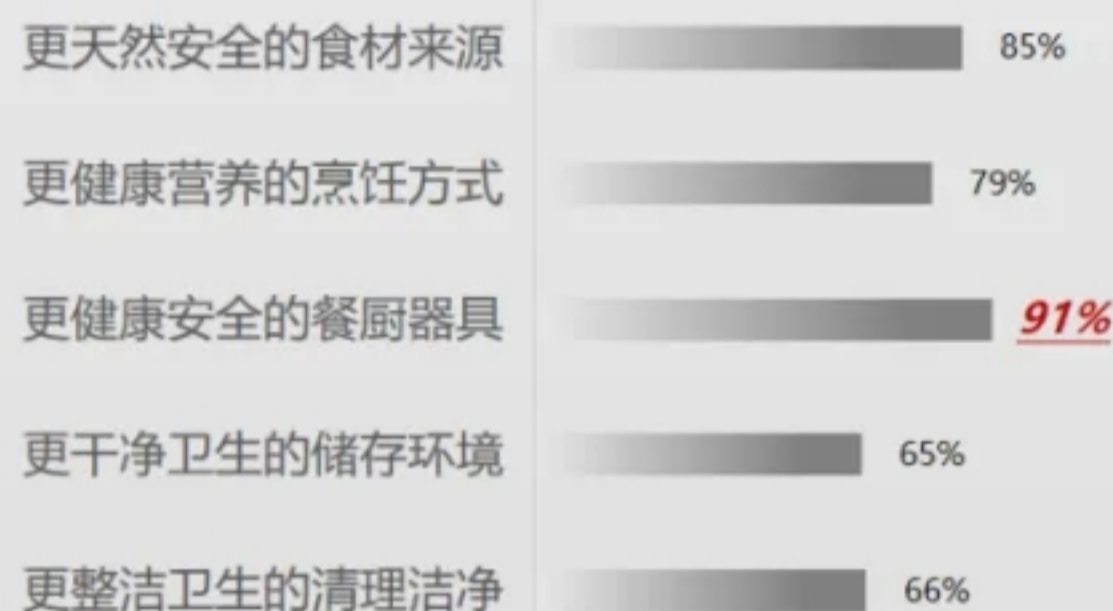 更天然安全的食材来源 85%
更健康营养的烹饪方式 79%
更健康安全的餐厨器具 91%
更干净卫生的储存环境 65%
更整洁卫生的清理洁净 66%